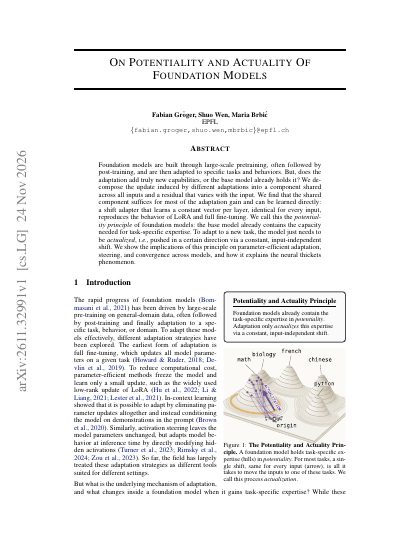 arXiv:2611.32991v1 [cs.LG] 24 Nov 2026
ON POTENTIALITY AND ACTUALITY OF
FOUNDATION MODELS
Fabian Gröger, Shuo Wen, Maria Brbić
EPFL
{fabian.groger,shuo.wen,mbrbic}@epfl.ch
ABSTRACT
Foundation models are built through large-scale pretraining, often followed by
post-training, and are then adapted to specific tasks and behaviors. But, does the
adaptation add truly new capabilities, or the base model already holds it? We de-
compose the update induced by different adaptations into a component shared
across all inputs and a residual that varies with the input. We find that the shared
component suffices for most of the adaptation gain and can be learned directly:
a shift adapter that learns a constant vector per layer, identical for every input,
reproduces the behavior of LoRA and full fine-tuning. We call this the potential-
ity principle of foundation models: the base model already contains the capacity
needed for task-specific expertise. To adapt to a new task, the model just needs to
be actualized, i.e., pushed in a certain direction via a constant, input-independent
shift. We show the implications of this principle on parameter-efficient adaptation,
steering, and convergence across models, and how it explains the neural thickets
phenomenon.
1 Introduction
The rapid progress of foundation models (Bom-
masani et al., 2021) has been driven by large-scale
pre-training on general-domain data, often followed
by post-training and finally adaptation to a spe-
cific task, behavior, or domain. To adapt these mod-
els effectively, different adaptation strategies have
been explored. The earliest form of adaptation is
full fine-tuning, which updates all model parameters
on a given task (Howard & Ruder, 2018; De-
vlin et al., 2019). To reduce computational cost,
parameter-efficient methods freeze the model and
learn only a small update, such as the widely used
low-rank update of LoRA (Hu et al., 2022; Li &
Liang, 2021; Lester et al., 2021). In-context learning
showed that it is possible to adapt by eliminating pa-
rameter updates altogether and instead conditioning
the model on demonstrations in the prompt (Brown
et al., 2020). Similarly, activation steering leaves the
model parameters unchanged, but adapts model be-
havior at inference time by directly modifying hid-
den activations (Turner et al., 2023; Rimsky et al.,
2024; Zou et al., 2023). So far, the field has largely
treated these adaptation strategies as different tools
suited for different settings.
Potentiality and Actuality Principle
Foundation models already contain the
task-specific expertise in potentiality.
Adaptation only actualizes this expertise
via a constant, input-independent shift.
biology
french
math
chinese
python
origin
Figure 1: The Potentiality and Actuality Prin-
ciple. A foundation model holds task-specific ex-
pertise (hills) in potentiality. For most tasks, a sin-
gle shift, same for every input (arrow), is all it
takes to move the inputs to one of these tasks. We
call this process actualization.
But what is the underlying mechanism of adaptation,
and what changes inside a foundation model when it gains task-specific expertise? While these